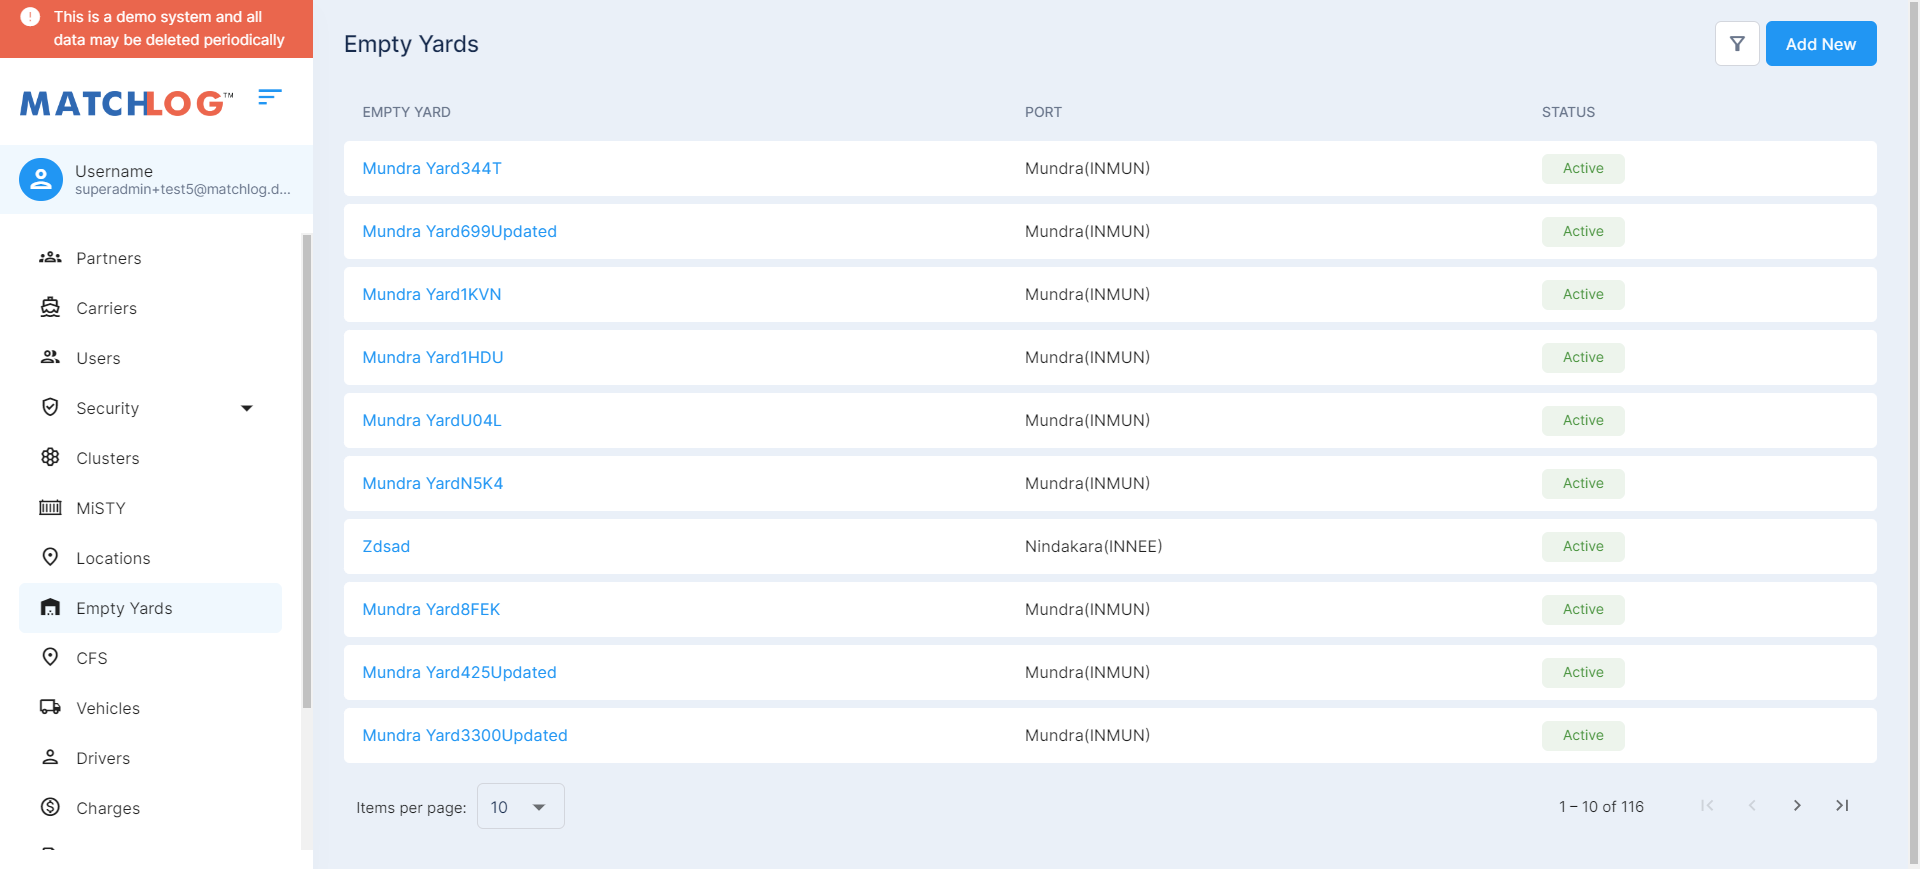 This is a demo system and all
data may be deleted periodically
MATCHLOG™
Username
superadmin+test5@matchlog.d...
Partners
Carriers
Users
Security
Clusters
MiSTY
Locations
Empty Yards
CFS
Vehicles
Drivers
Charges
Empty Yards
Add New
EMPTY YARD PORT STATUS
Mundra Yard344T Mundra(INMUN) Active
Mundra Yard699Updated Mundra(INMUN) Active
Mundra Yard1KVN Mundra(INMUN) Active
Mundra Yard1HDU Mundra(INMUN) Active
Mundra YardU04L Mundra(INMUN) Active
Mundra YardN5K4 Mundra(INMUN) Active
Zdsad Nindakara(INNEE) Active
Mundra Yard8FEK Mundra(INMUN) Active
Mundra Yard425Updated Mundra(INMUN) Active
Mundra Yard3300Updated Mundra(INMUN) Active
Items per page: 10 1 – 10 of 116